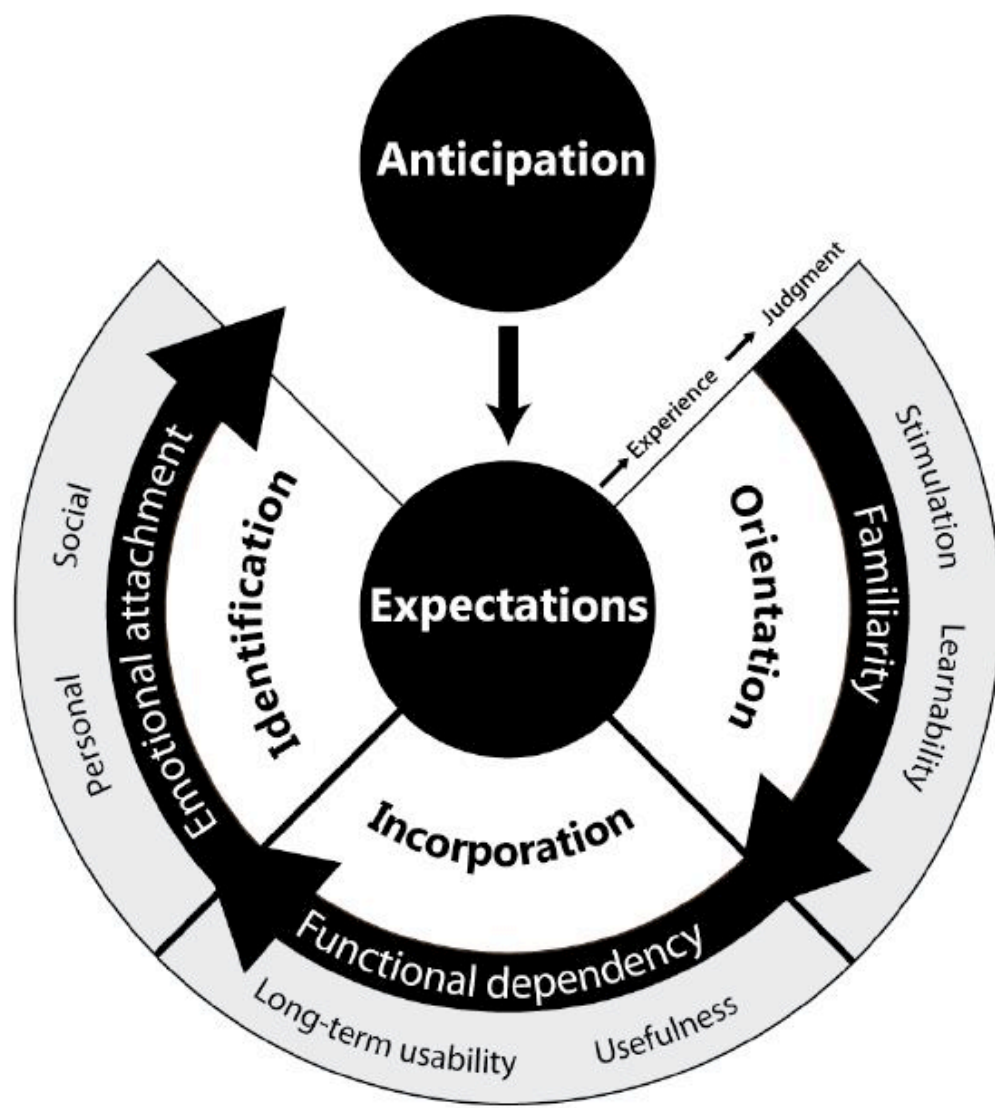 Anticipation
Expectations
Experience
Judgment
Orientation
Familiarity
Stimulation
Learnability
Incorporation
Functional dependency
Usefulness
Long-term usability
Identification
Emotional attachment
Personal
Social